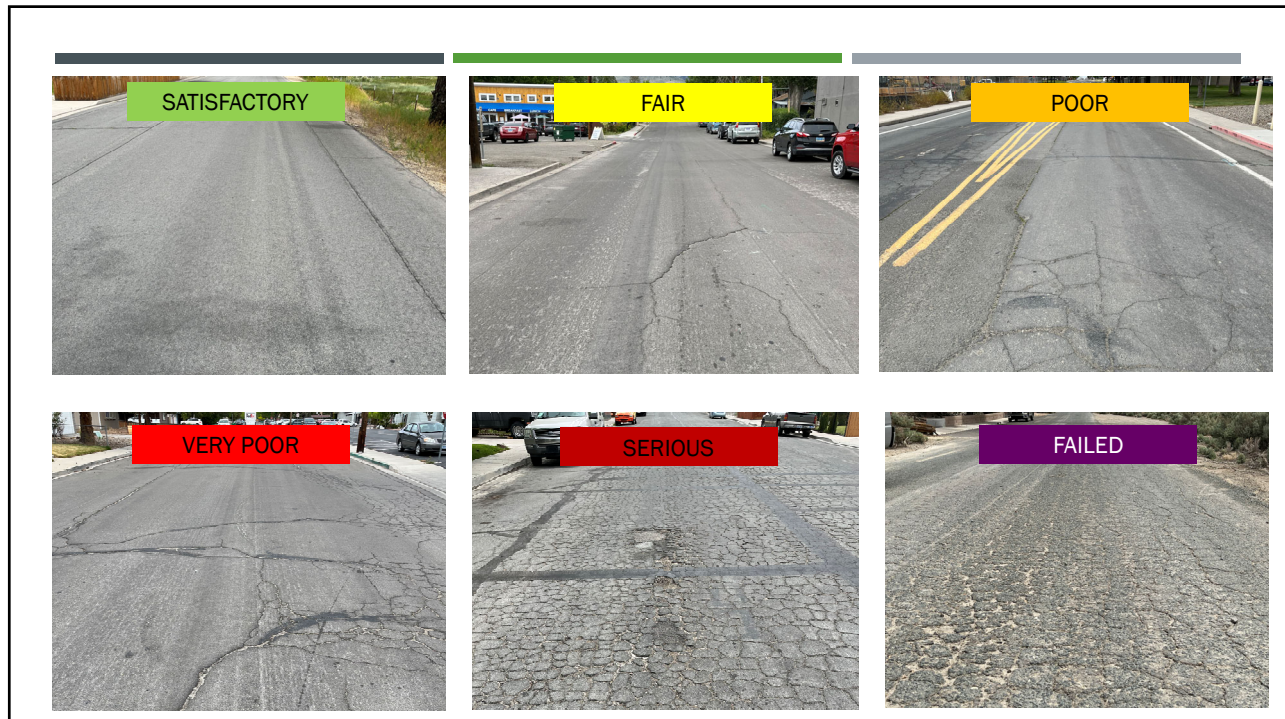 SATISFACTORY
FAIR
POOR
VERY POOR
SERIOUS
FAILED